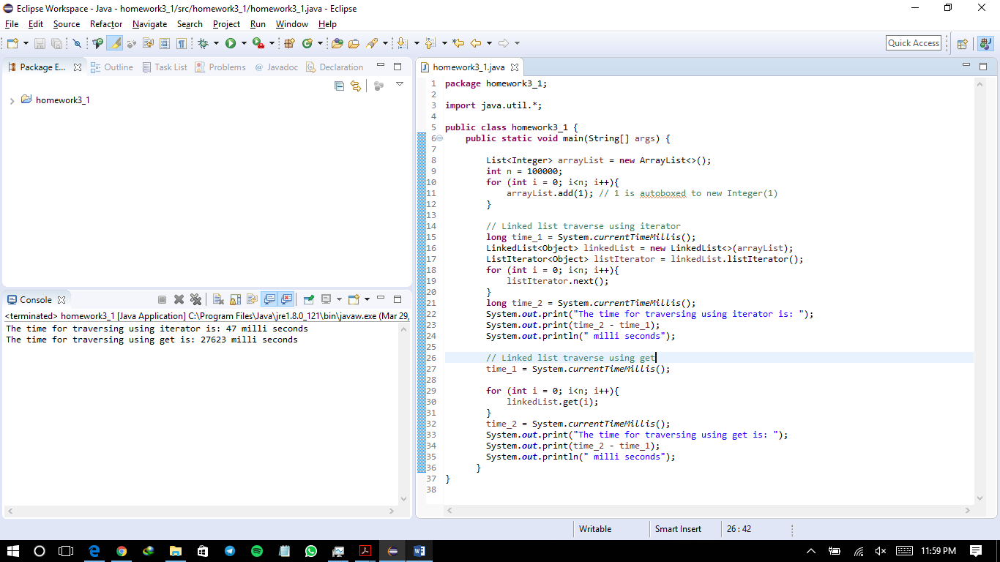 Eclipse Workspace - Java - homework3_1/src/homework3_1/homework3_1.java - Eclipse
File Edit Source Refactor Navigate Search Project Run Window Help
Quick Access
Package E... Outline Task List Problems Javadoc Declaration
homework3_1
Console
<terminated> homework3_1 [Java Application] C:\Program Files\Java\jre1.8.0_121\bin\javaw.exe (Mar 29,
The time for traversing using iterator is: 47 milli seconds
The time for traversing using get is: 27623 milli seconds
homework3_1.java
1 package homework3_1;
2
3 import java.util.*;
4
5 public class homework3_1 {
6 public static void main(String[] args) {
7
8 List<Integer> arrayList = new ArrayList<>();
9 int n = 100000;
10 for (int i = 0; i<n; i++){
11 arrayList.add(1); // 1 is autoboxed to new Integer(1)
12 }
13
14 // Linked list traverse using iterator
15 long time_1 = System.currentTimeMillis();
16 LinkedList<Object> linkedList = new LinkedList<>(arrayList);
17 ListIterator<Object> listIterator = linkedList.listIterator();
18 for (int i = 0; i<n; i++){
19 listIterator.next();
20 }
21 long time_2 = System.currentTimeMillis();
22 System.out.print("The time for traversing using iterator is: ");
23 System.out.print(time_2 - time_1);
24 System.out.println(" milli seconds");
25
26 // Linked list traverse using get
27 time_1 = System.currentTimeMillis();
28
29 for (int i = 0; i<n; i++){
30 linkedList.get(i);
31 }
32 time_2 = System.currentTimeMillis();
33 System.out.print("The time for traversing using get is: ");
34 System.out.print(time_2 - time_1);
35 System.out.println(" milli seconds");
36 }
37 }
38
Writable Smart Insert 26 : 42
11:59 PM